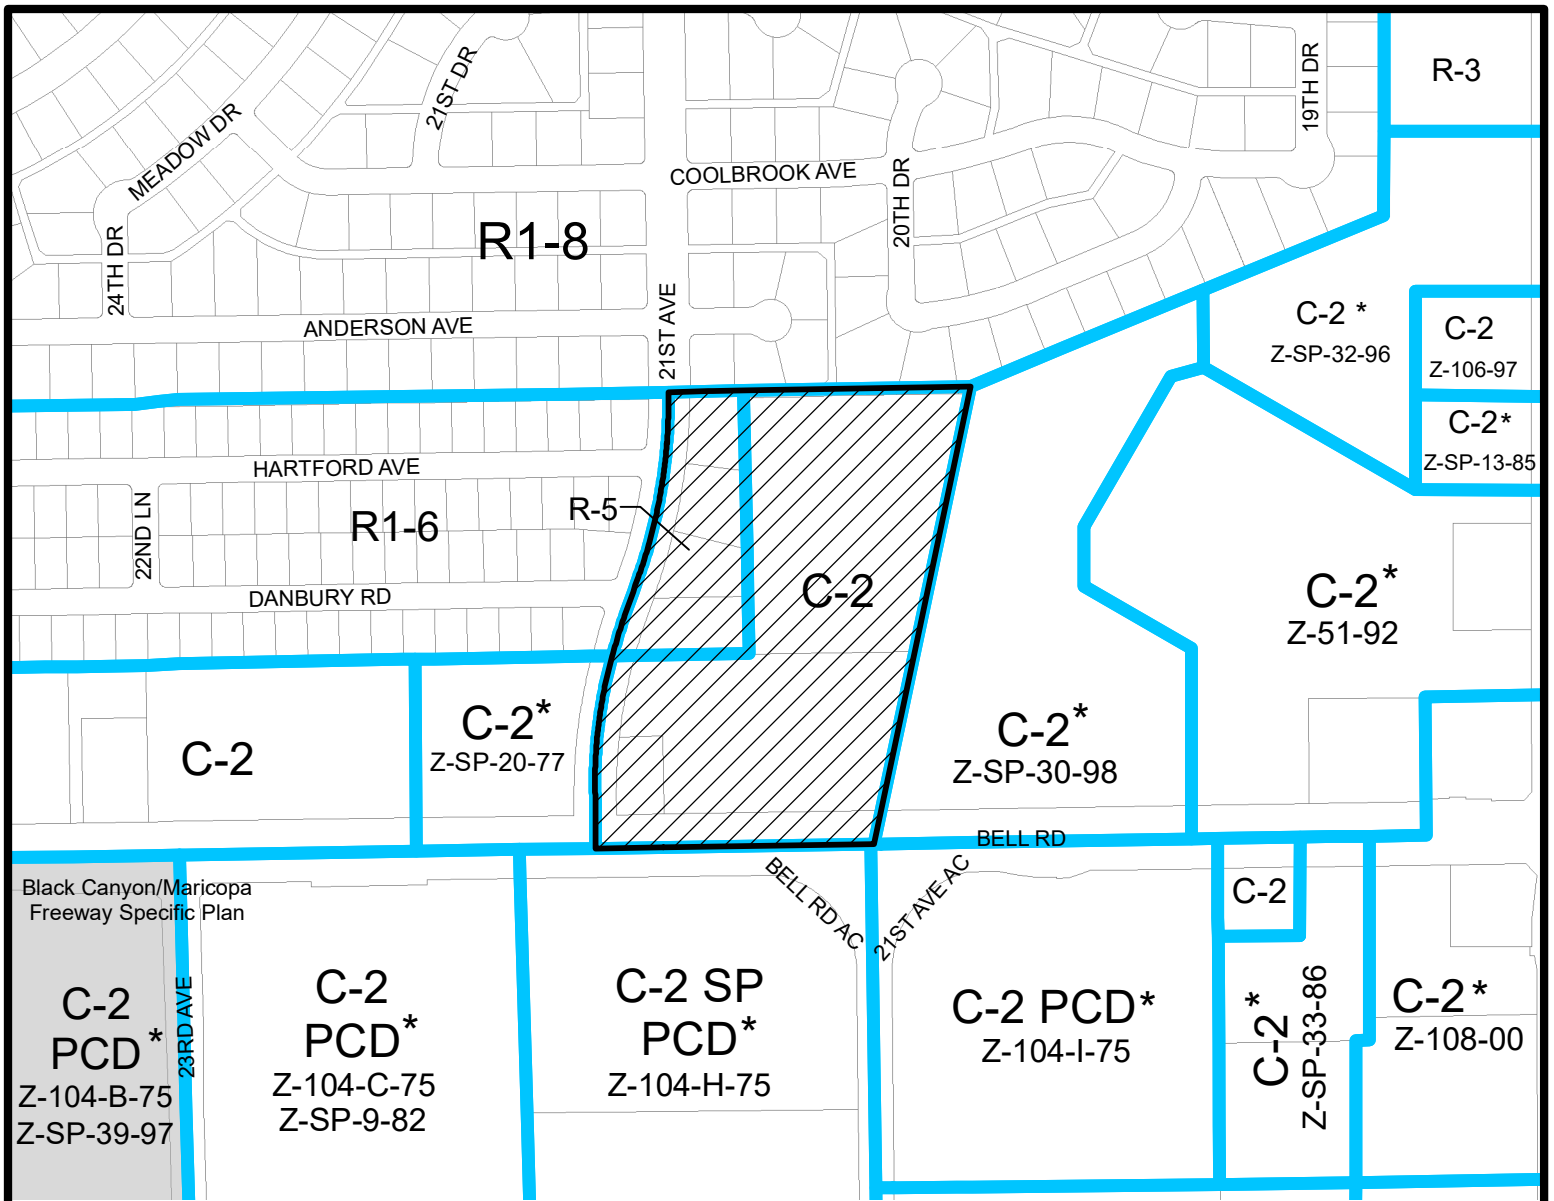 R-3
21ST DR
19TH DR
MEADOW DR
COOLBROOK AVE
20TH DR
R1-8
24TH DR
21ST AVE
ANDERSON AVE
C-2 *
Z-SP-32-96
C-2
Z-106-97
C-2*
Z-SP-13-85
HARTFORD AVE
22ND LN
R1-6
R-5
DANBURY RD
C-2
C-2*
Z-51-92
C-2
C-2*
Z-SP-20-77
C-2*
Z-SP-30-98
BELL RD
Black Canyon/Maricopa
Freeway Specific Plan
BELL RD AC
21ST AVE AC
C-2
C-2
PCD*
Z-104-B-75
Z-SP-39-97
23RD AVE
C-2
PCD*
Z-104-C-75
Z-SP-9-82
C-2 SP
PCD*
Z-104-H-75
C-2 PCD*
Z-104-I-75
C-2*
Z-SP-33-86
C-2*
Z-108-00